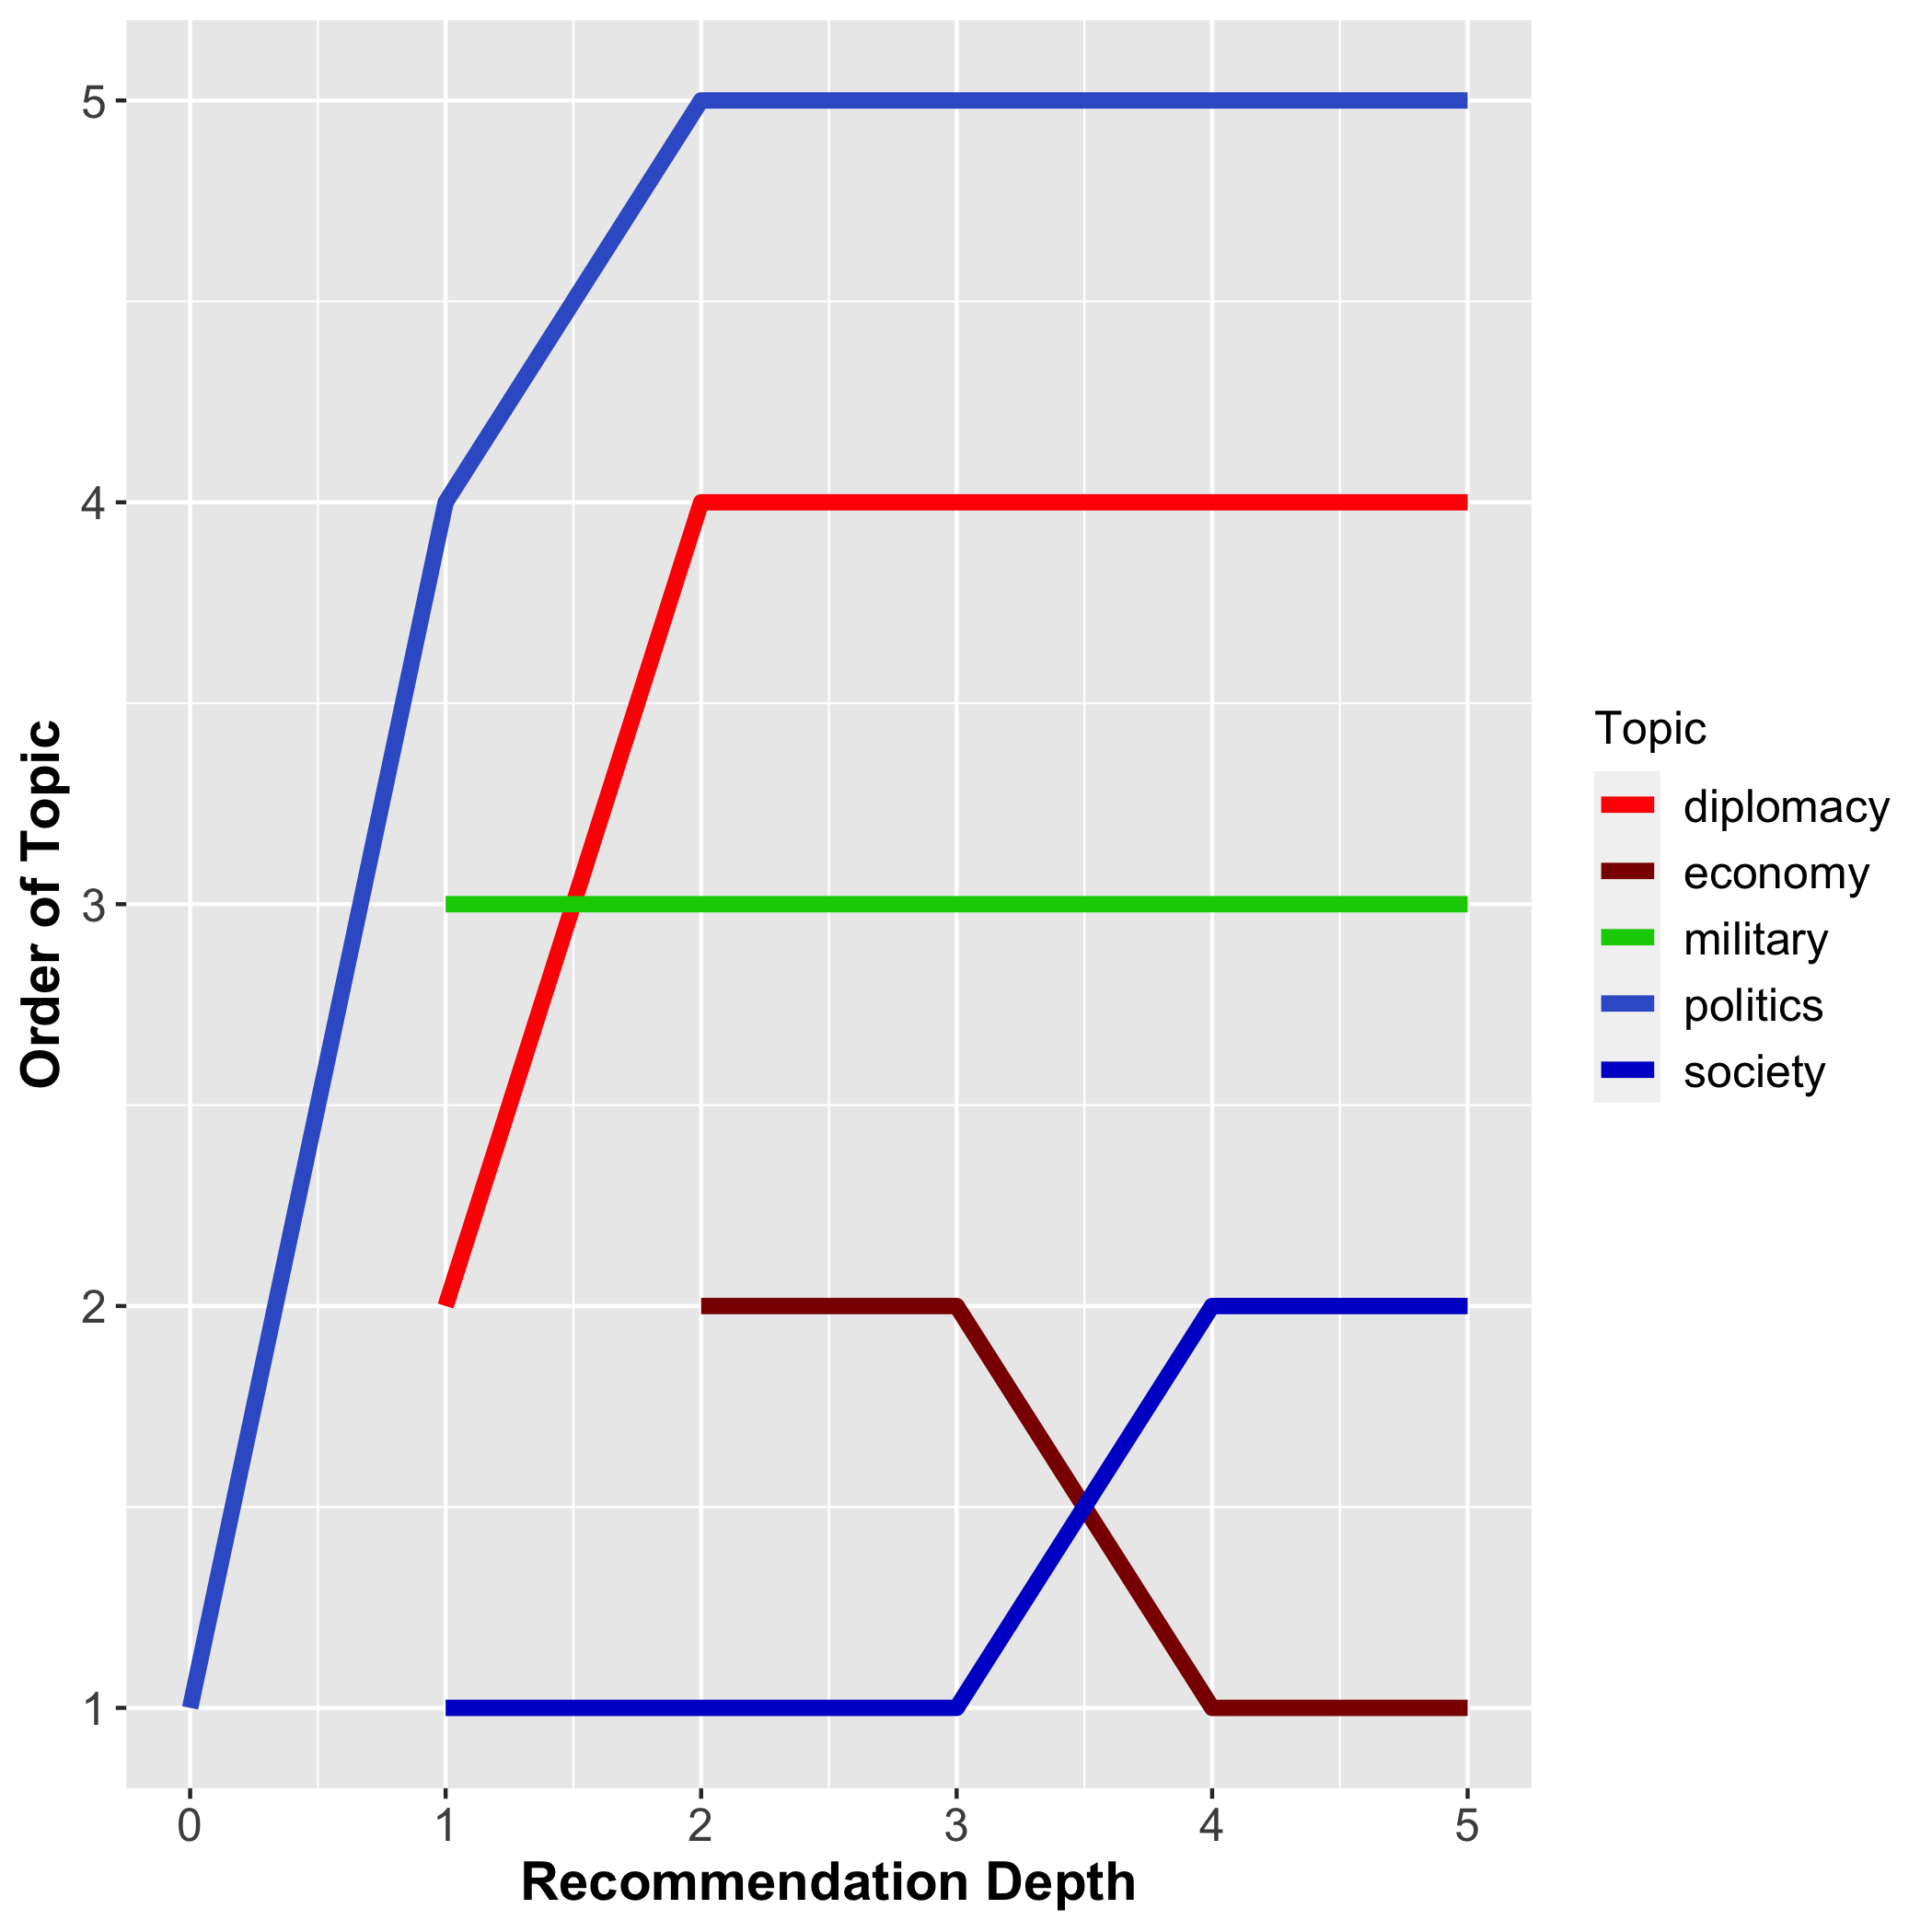 5
4
3
2
1
Order of Topic
0 1 2 3 4 5
Recommendation Depth
Topic
diplomacy
economy
military
politics
society